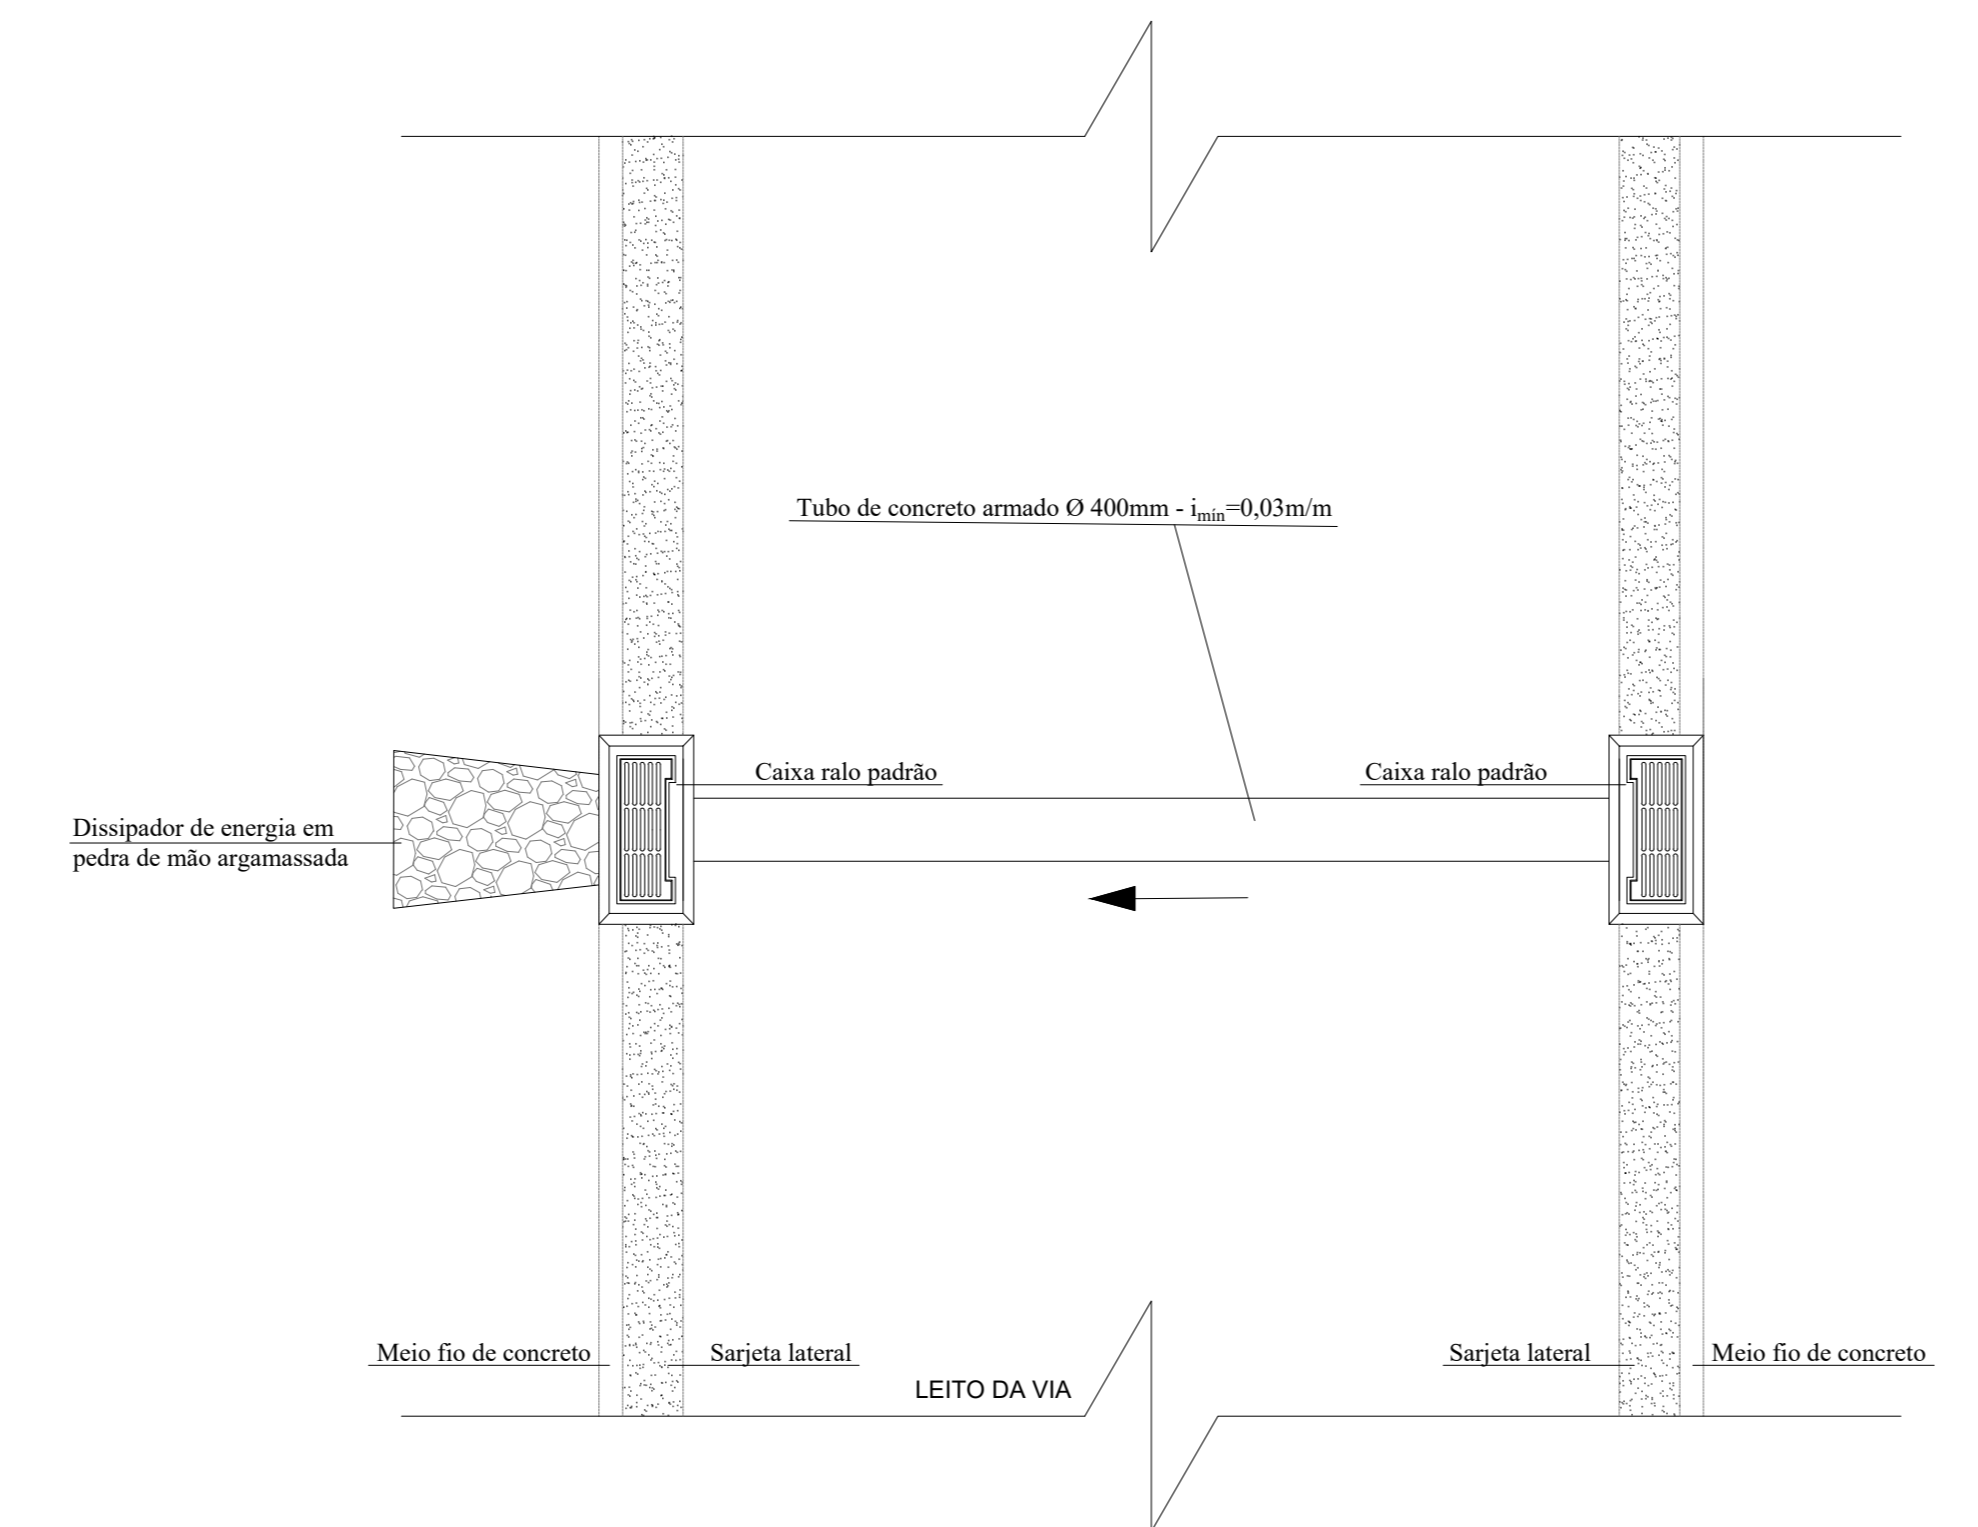 Tubo de concreto armado Ø 400mm - imín=0,03m/m
Caixa ralo padrão
Caixa ralo padrão
Dissipador de energia em
pedra de mão argamassada
Meio fio de concreto
Sarjeta lateral
Sarjeta lateral
Meio fio de concreto
LEITO DA VIA